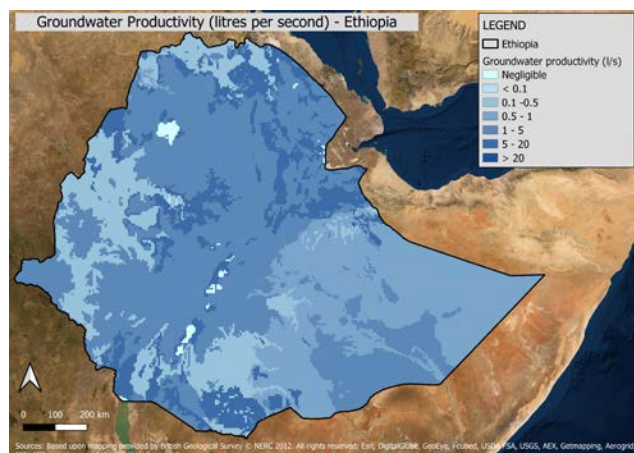 Groundwater Productivity (litres per second) - Ethiopia
LEGEND
Ethiopia
Groundwater productivity (l/s)
Negligible
< 0.1
0.1 -0.5
0.5 - 1
1 - 5
5 - 20
> 20
0 100 200 km
Sources: Based upon mapping provided by British Geological Survey © NERC 2012. All rights reserved; Esri, DigitalGlobe, GeoEye, i-cubed, USDA FSA, USGS, AEX, Getmapping, Aerogrid